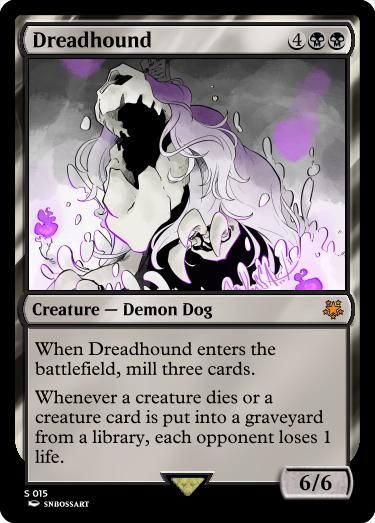 Dreadhound 4
Creature — Demon Dog
When Dreadhound enters the
battlefield, mill three cards.
Whenever a creature dies or a
creature card is put into a graveyard
from a library, each opponent loses 1
life.
6/6
S 015
SNBOSSART